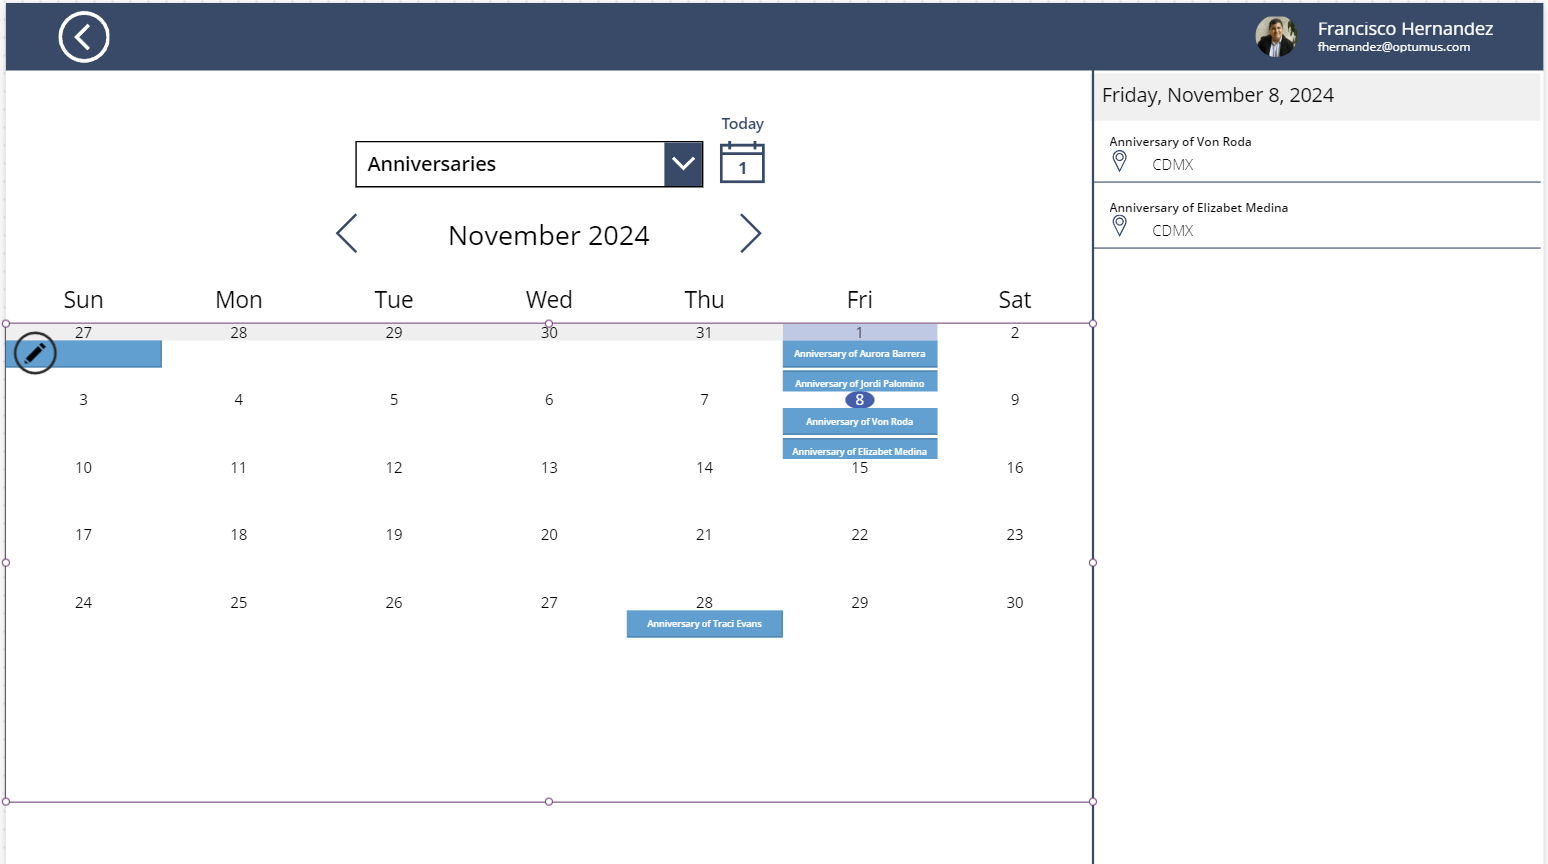 Francisco Hernandez
fhernandez@optumus.com
Today
Anniversaries
1
November 2024
Sun Mon Tue Wed Thu Fri Sat
27 28 29 30 31 1 2
Anniversary of Aurora Barrera
Anniversary of Jordi Palomino
3 4 5 6 7 8 9
Anniversary of Von Roda
Anniversary of Elizabet Medina
10 11 12 13 14 15 16
17 18 19 20 21 22 23
24 25 26 27 28 29 30
Anniversary of Traci Evans
Friday, November 8, 2024
Anniversary of Von Roda
CDMX
Anniversary of Elizabet Medina
CDMX